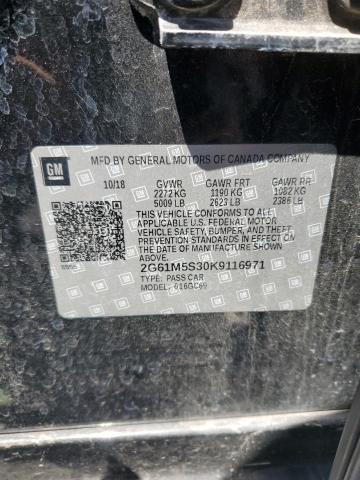 GM
MFD BY GENERAL MOTORS OF CANADA COMPANY
10/18 GVWR GAWR FRT GAWR RR
2272 KG 1190 KG 1082 KG
5009 LB 2623 LB 2386 LB
THIS VEHICLE CONFORMS TO ALL
APPLICABLE U.S. FEDERAL MOTOR
VEHICLE SAFETY, BUMPER, AND THEFT
PREVENTION STANDARDS IN EFFECT ON
THE DATE OF MANUFACTURE SHOWN ABOVE.
2G61M5S30K9116971
TYPE: PASS CAR
MODEL: 616GC69